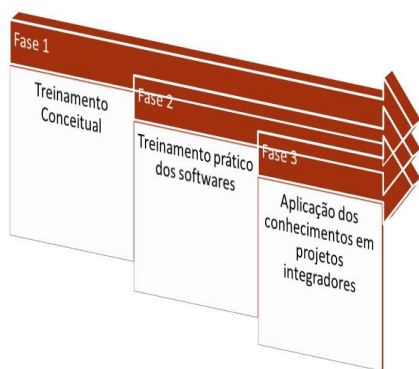 Fase 1
Treinamento
Conceitual
Fase 2
Treinamento prático
dos softwares
Fase 3
Aplicação dos
conhecimentos em
projetos
integradores